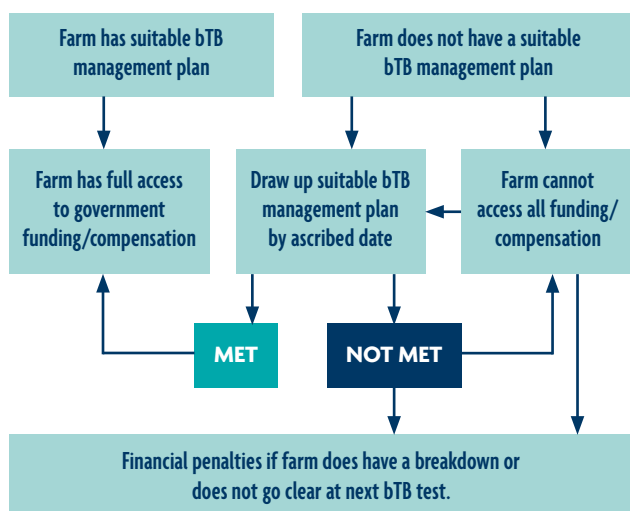 Farm has suitable bTB
management plan
Farm does not have a suitable
bTB management plan
Farm has full access
to government
funding/compensation
Draw up suitable bTB
management plan
by ascribed date
Farm cannot
access all funding/
compensation
MET
NOT MET
Financial penalties if farm does have a breakdown or
does not go clear at next bTB test.